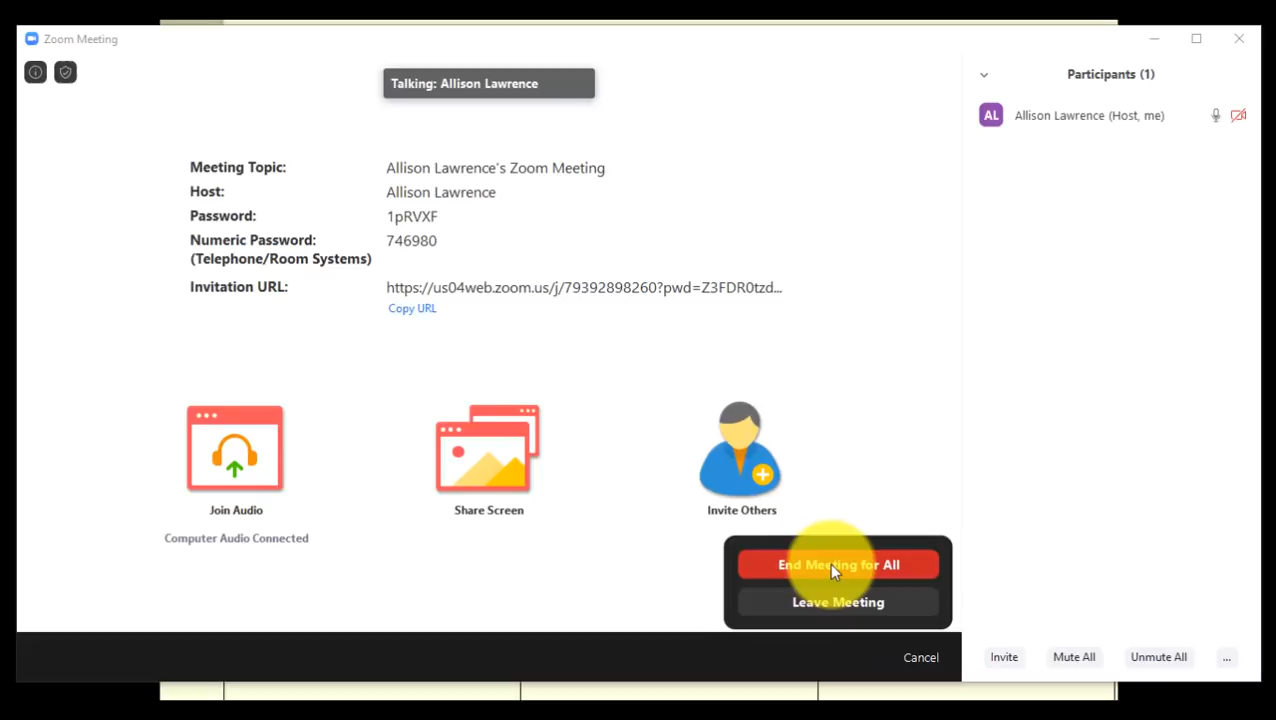 Zoom Meeting
Talking: Allison Lawrence
Participants (1)
AL Allison Lawrence (Host, me)
Meeting Topic: Allison Lawrence's Zoom Meeting
Host: Allison Lawrence
Password: 1pRVXF
Numeric Password: 746980
(Telephone/Room Systems)
Invitation URL: https://us04web.zoom.us/j/79392898260?pwd=Z3FDR0tzd...
Copy URL
Join Audio Share Screen Invite Others
Computer Audio Connected
End Meeting for All
Leave Meeting
Cancel
Invite Mute All Unmute All ...